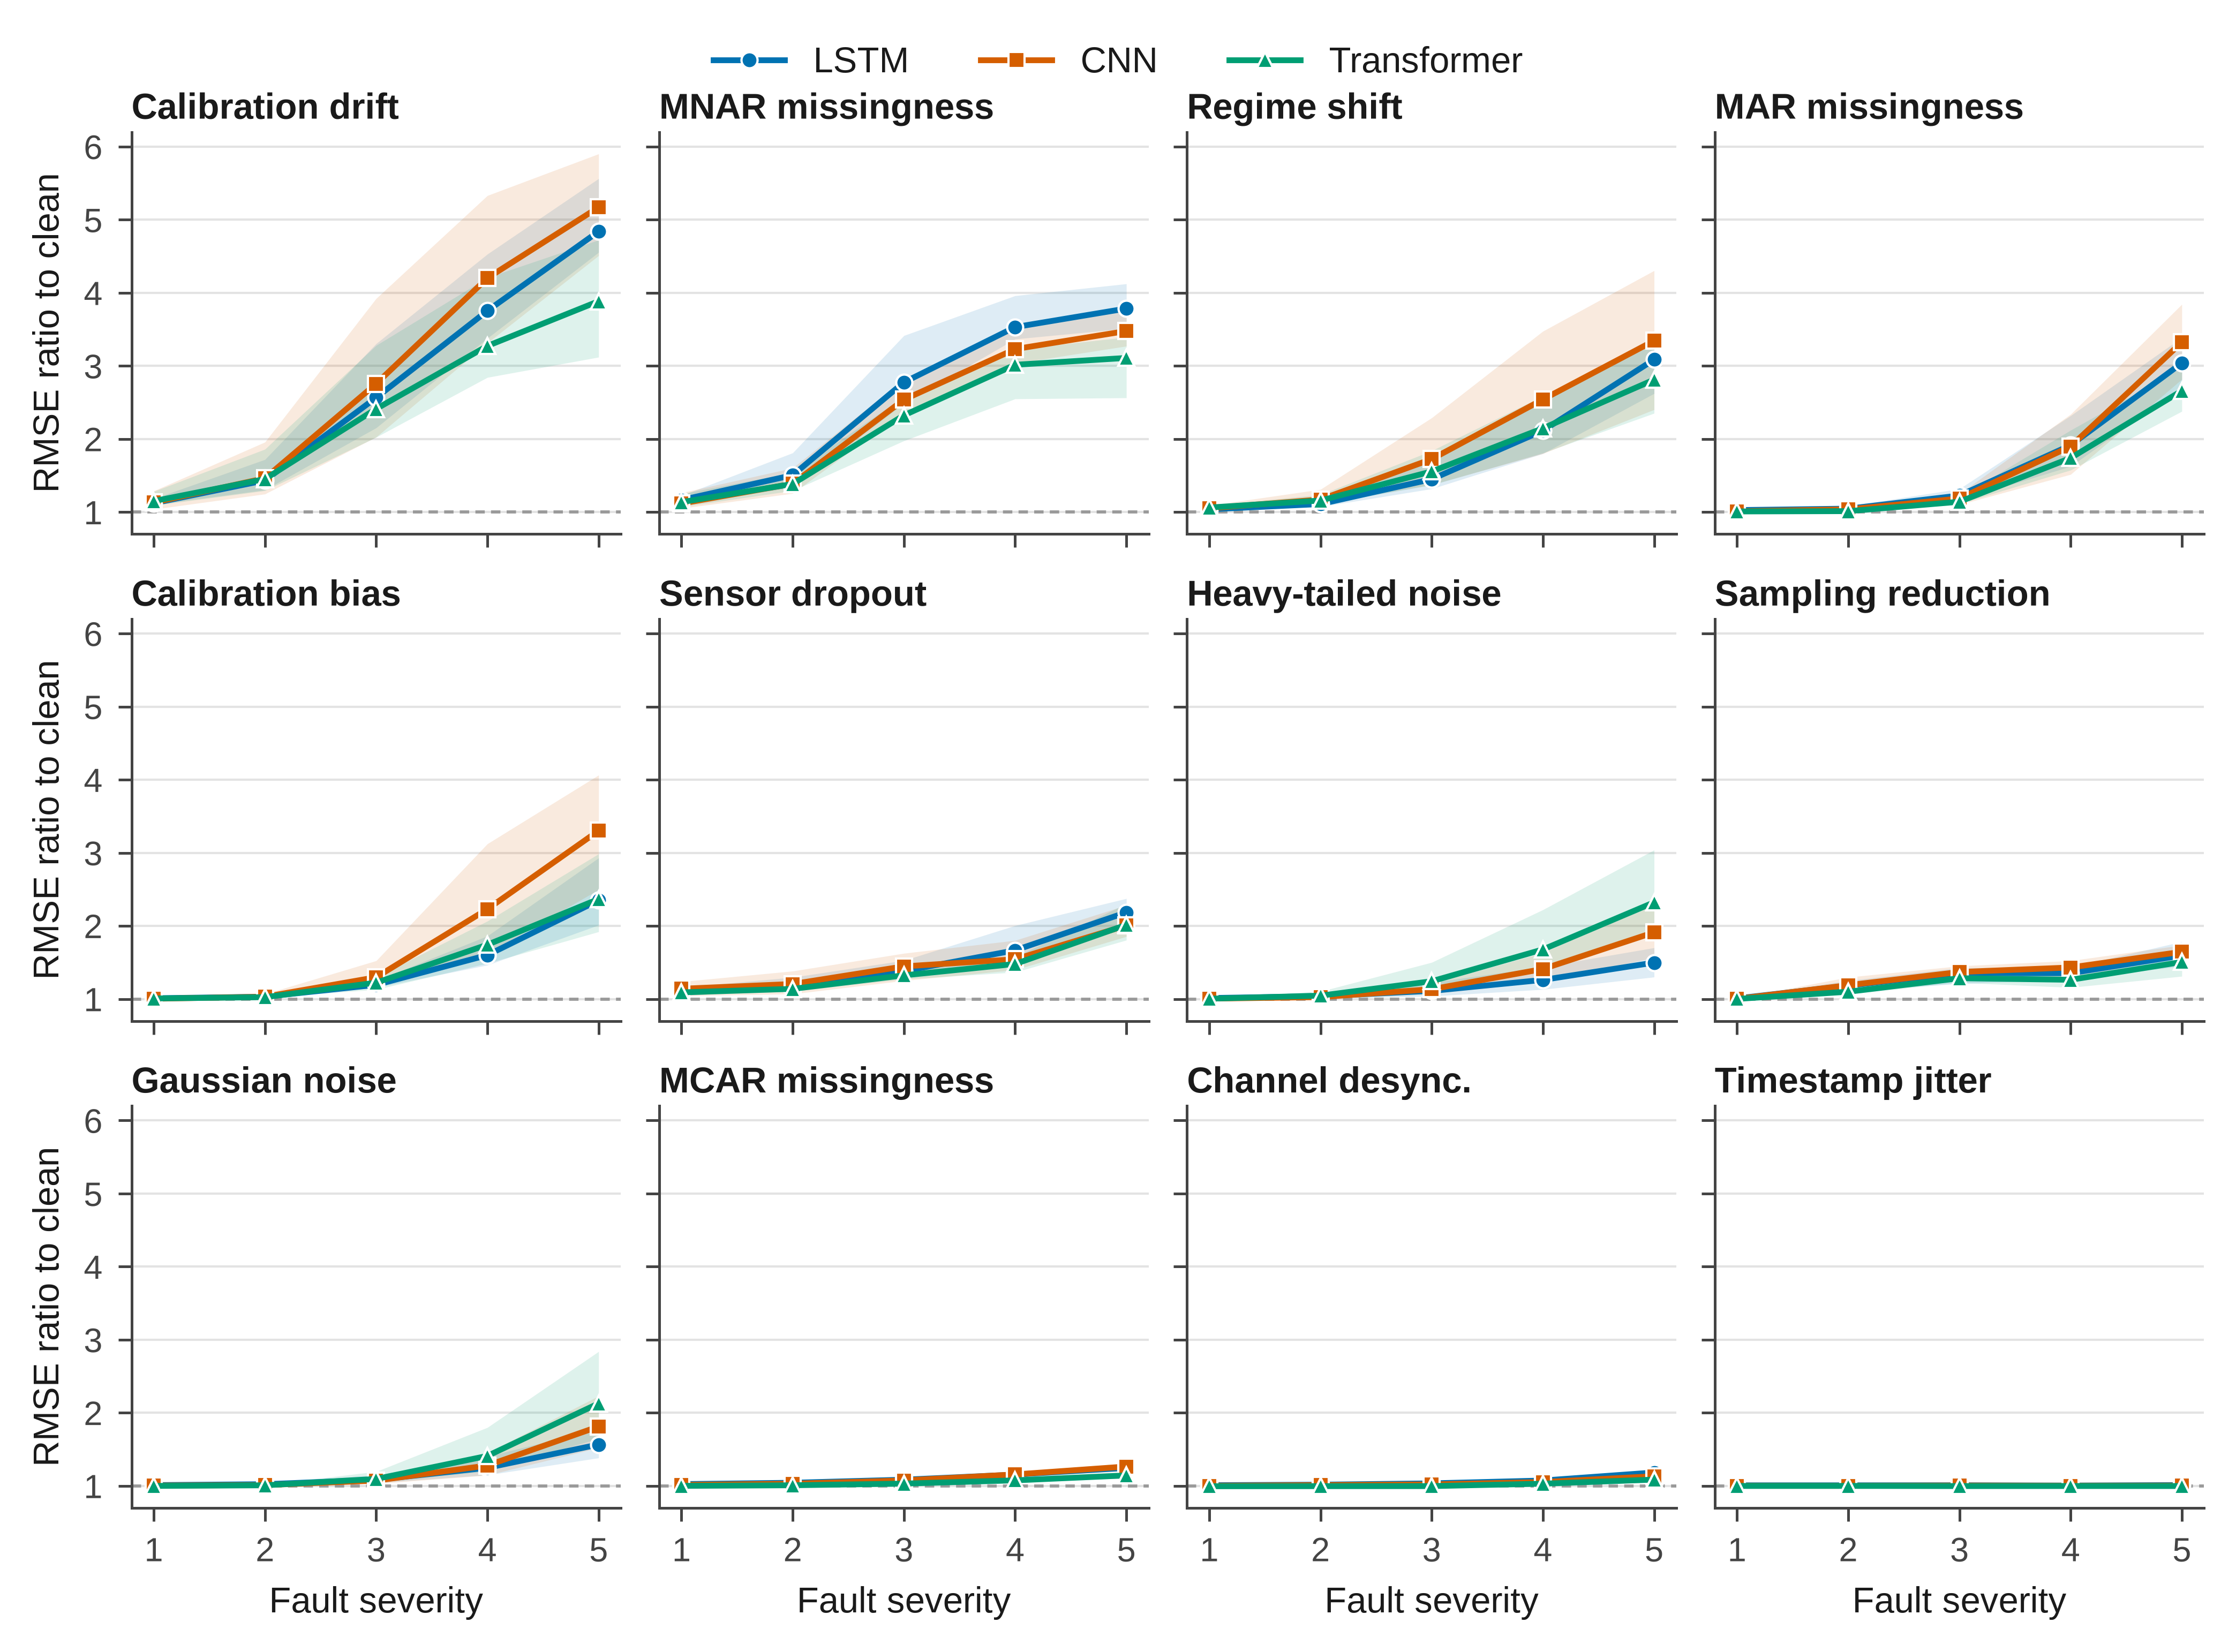 LSTM CNN Transformer
Calibration drift MNAR missingness Regime shift MAR missingness
RMSE ratio to clean
6
5
4
3
2
1
Calibration bias Sensor dropout Heavy-tailed noise Sampling reduction
RMSE ratio to clean
6
5
4
3
2
1
Gaussian noise MCAR missingness Channel desync. Timestamp jitter
RMSE ratio to clean
6
5
4
3
2
1
1 2 3 4 5 1 2 3 4 5 1 2 3 4 5 1 2 3 4 5
Fault severity Fault severity Fault severity Fault severity